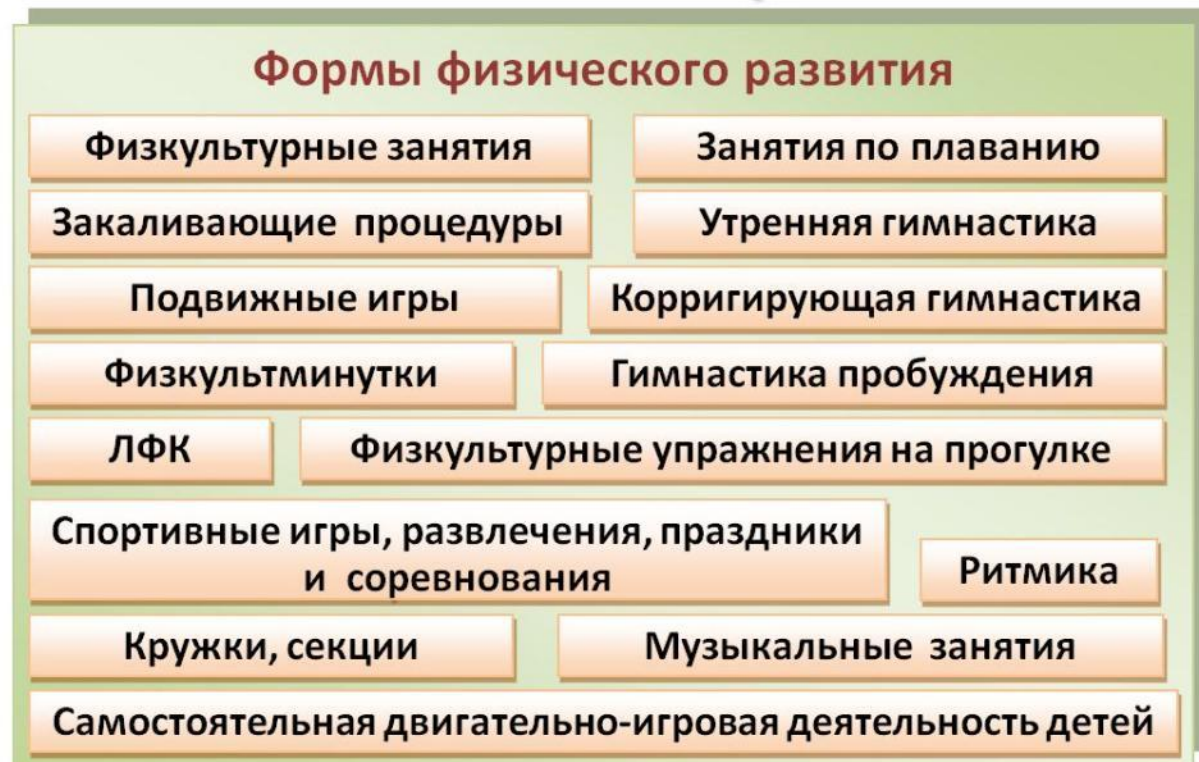 Формы физического развития
Физкультурные занятия
Занятия по плаванию
Закаливающие процедуры
Утренняя гимнастика
Подвижные игры
Корригирующая гимнастика
Физкультминутки
Гимнастика пробуждения
ЛФК
Физкультурные упражнения на прогулке
Спортивные игры, развлечения, праздники
и соревнования
Ритмика
Кружки, секции
Музыкальные занятия
Самостоятельная двигательно-игровая деятельность детей